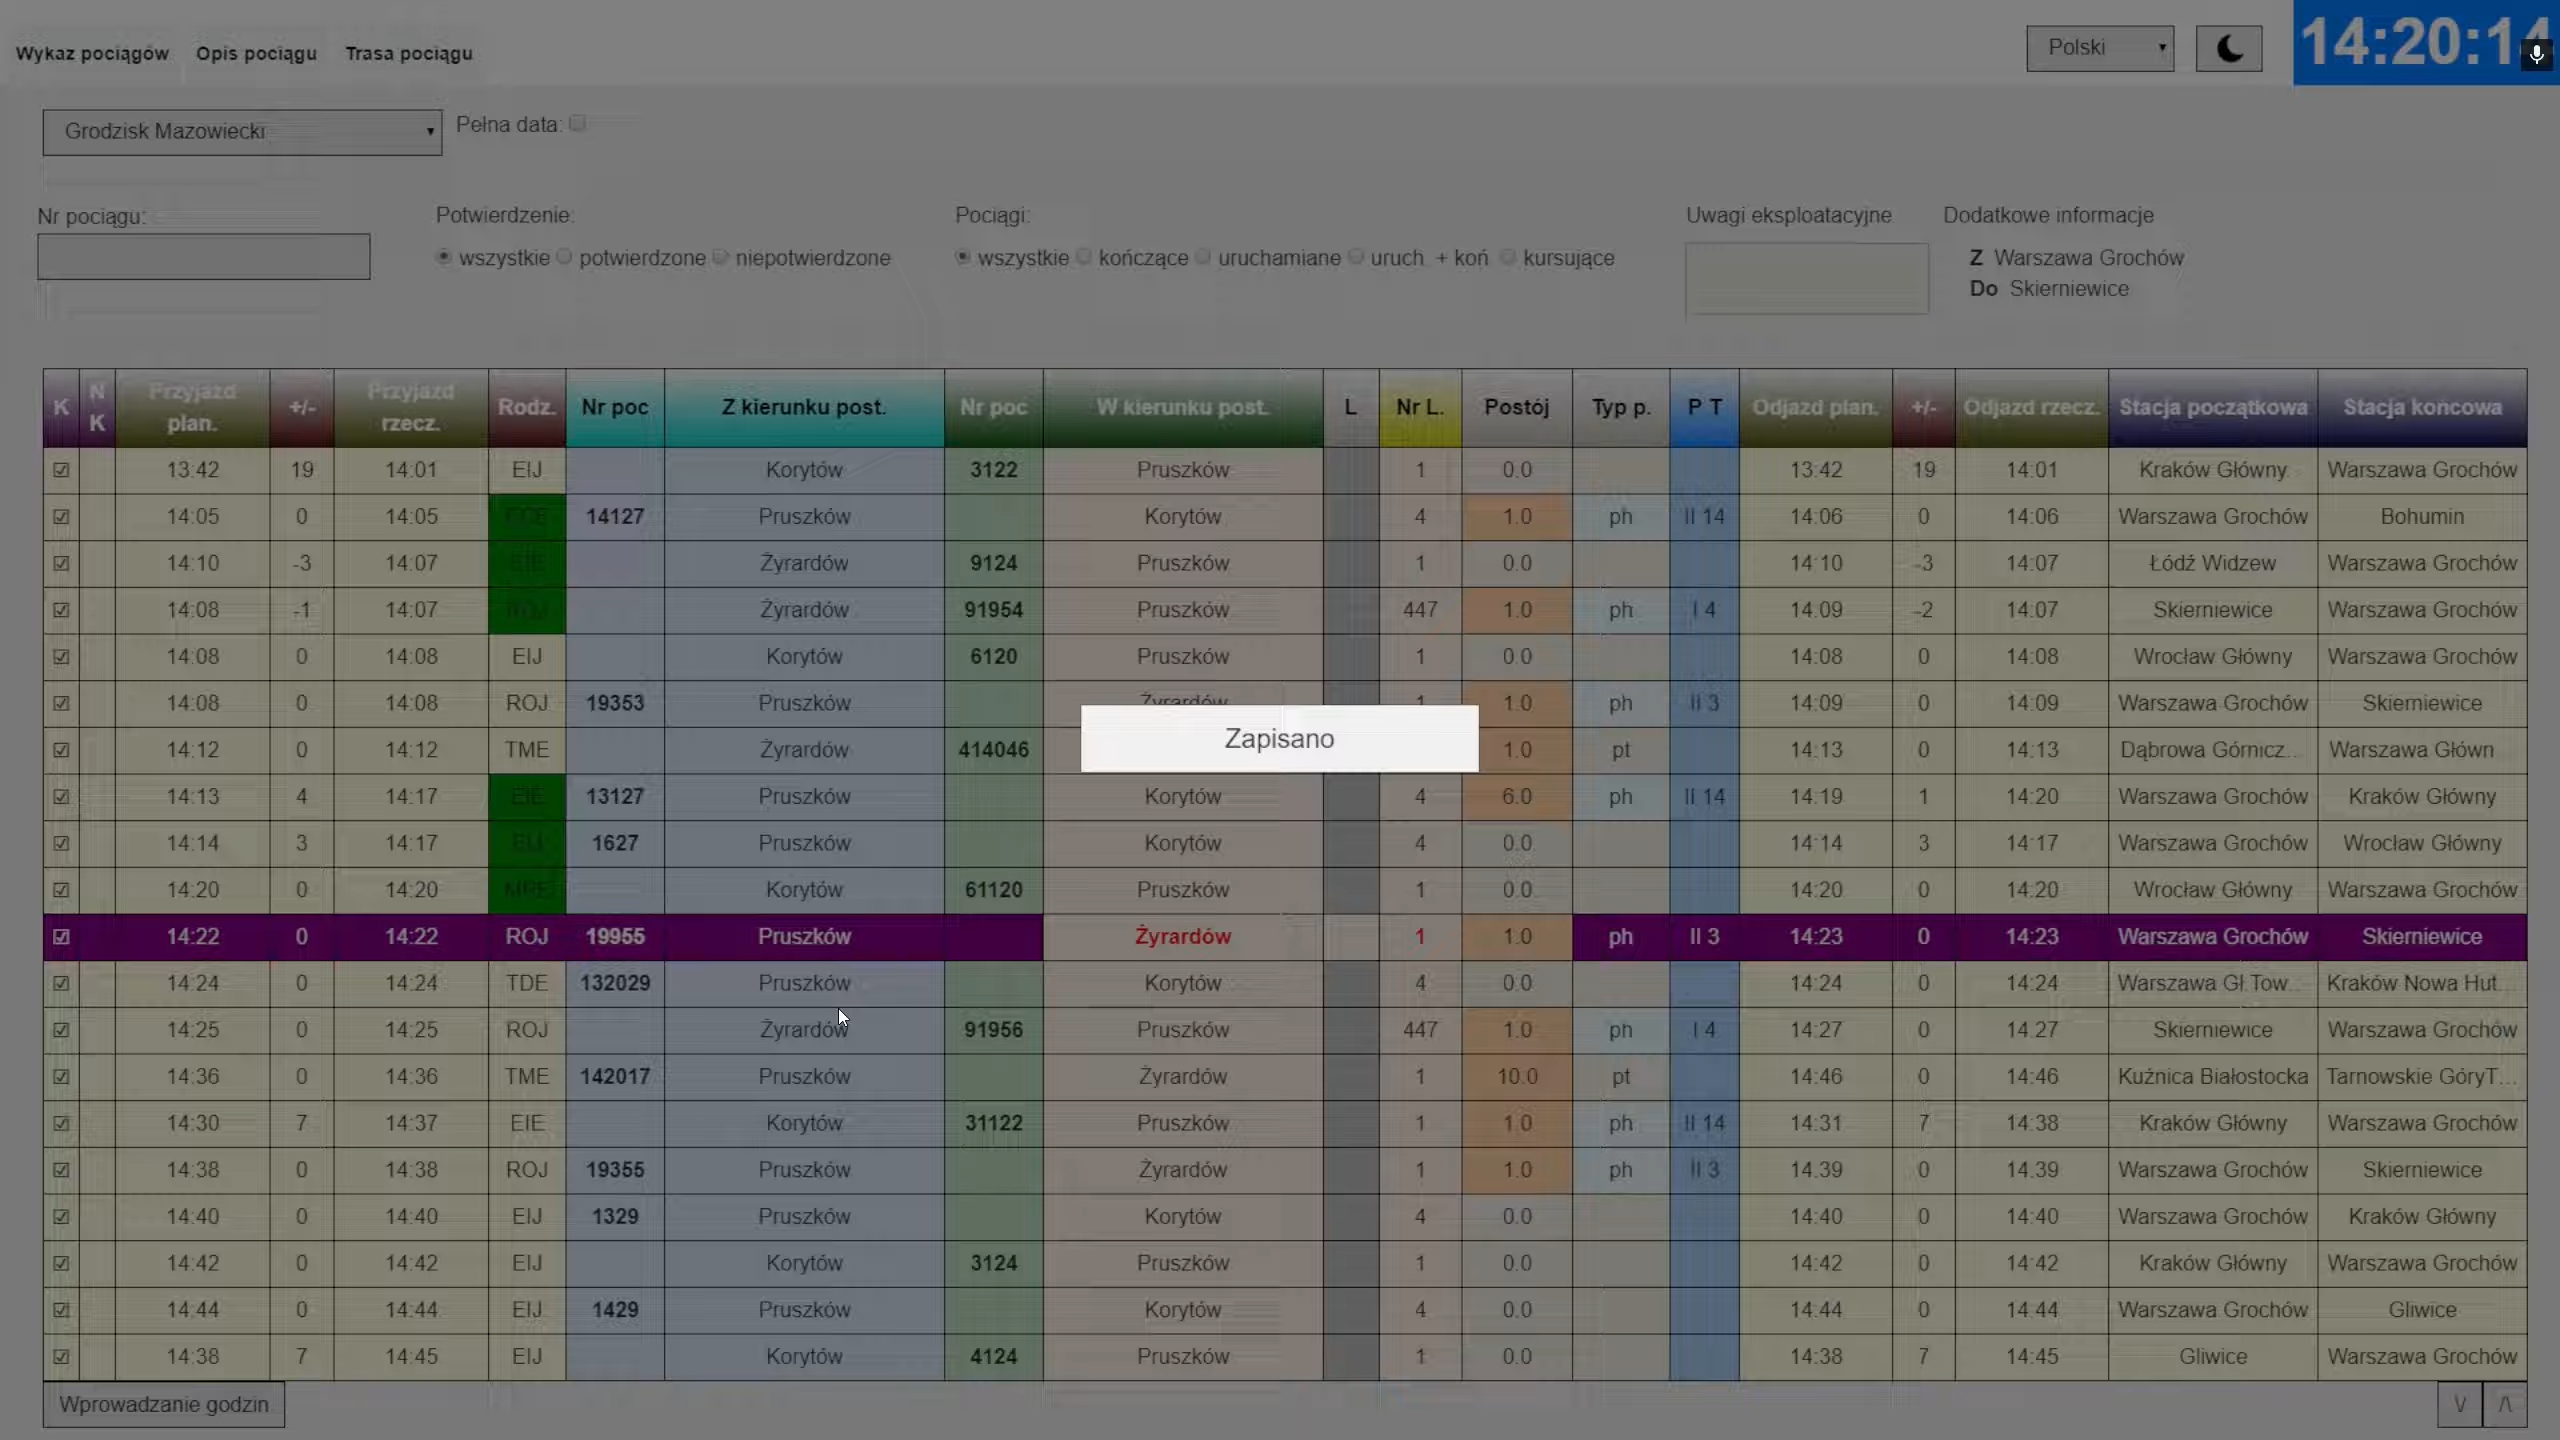 Wykaz pociągów Opis pociągu Trasa pociągu Polski 14:20:14
Grodzisk Mazowiecki Pełna data:
Nr pociągu: Potwierdzenie: Pociągi: Uwagi eksploatacyjne Dodatkowe informacje
wszystkie potwierdzone niepotwierdzone wszystkie kończące uruchamiane uruch. + koń kursujące Z Warszawa Grochów
Do Skierniewice
K N K Przyjazd plan. +/- Przyjazd rzecz. Rodz. Nr poc Z kierunku post. Nr poc W kierunku post. L Nr L. Postój Typ p. P T Odjazd plan. +/- Odjazd rzecz. Stacja początkowa Stacja końcowa
13:42 19 14:01 EIJ Korytów 3122 Pruszków 1 0.0 13:42 19 14:01 Kraków Główny Warszawa Grochów
14:05 0 14:05 14127 Pruszków Korytów 4 1.0 ph II 14 14:06 0 14:06 Warszawa Grochów Bohumin
14:10 -3 14:07 EIE Żyrardów 9124 Pruszków 1 0.0 14:10 -3 14:07 Łódź Widzew Warszawa Grochów
14:08 -1 14:07 ROJ Żyrardów 91954 Pruszków 447 1.0 ph I 4 14:09 -2 14:07 Skierniewice Warszawa Grochów
14:08 0 14:08 EIJ Korytów 6120 Pruszków 1 0.0 14:08 0 14:08 Wrocław Główny Warszawa Grochów
14:08 0 14:08 ROJ 19353 Pruszków Żyrardów 1 1.0 ph II 3 14:09 0 14:09 Warszawa Grochów Skierniewice
14:12 0 14:12 TME Żyrardów 414046 1.0 pt 14:13 0 14:13 Dąbrowa Górnicz... Warszawa Główn...
Zapisano
14:13 4 14:17 EIE 13127 Pruszków Korytów 4 6.0 ph II 14 14:19 1 14:20 Warszawa Grochów Kraków Główny
14:14 3 14:17 EIJ 1627 Pruszków Korytów 4 0.0 14:14 3 14:17 Warszawa Grochów Wrocław Główny
14:20 0 14:20 MPE Korytów 61120 Pruszków 1 0.0 14:20 0 14:20 Wrocław Główny Warszawa Grochów
14:22 0 14:22 ROJ 19955 Pruszków Żyrardów 1 1.0 ph II 3 14:23 0 14:23 Warszawa Grochów Skierniewice
14:24 0 14:24 TDE 132029 Pruszków Korytów 4 0.0 14:24 0 14:24 Warszawa Gł.Tow... Kraków Nowa Hut...
14:25 0 14:25 ROJ Żyrardów 91956 Pruszków 447 1.0 ph I 4 14:27 0 14:27 Skierniewice Warszawa Grochów
14:36 0 14:36 TME 142017 Pruszków Żyrardów 1 10.0 pt 14:46 0 14:46 Kuźnica Białostocka Tarnowskie GóryT...
14:30 7 14:37 EIE Korytów 31122 Pruszków 1 1.0 ph II 14 14:31 7 14:38 Kraków Główny Warszawa Grochów
14:38 0 14:38 ROJ 19355 Pruszków Żyrardów 1 1.0 ph II 3 14:39 0 14:39 Warszawa Grochów Skierniewice
14:40 0 14:40 EIJ 1329 Pruszków Korytów 4 0.0 14:40 0 14:40 Warszawa Grochów Kraków Główny
14:42 0 14:42 EIJ Korytów 3124 Pruszków 1 0.0 14:42 0 14:42 Kraków Główny Warszawa Grochów
14:44 0 14:44 EIJ 1429 Pruszków Korytów 4 0.0 14:44 0 14:44 Warszawa Grochów Gliwice
14:38 7 14:45 EIJ Korytów 4124 Pruszków 1 0.0 14:38 7 14:45 Gliwice Warszawa Grochów
Wprowadzanie godzin \/ /\